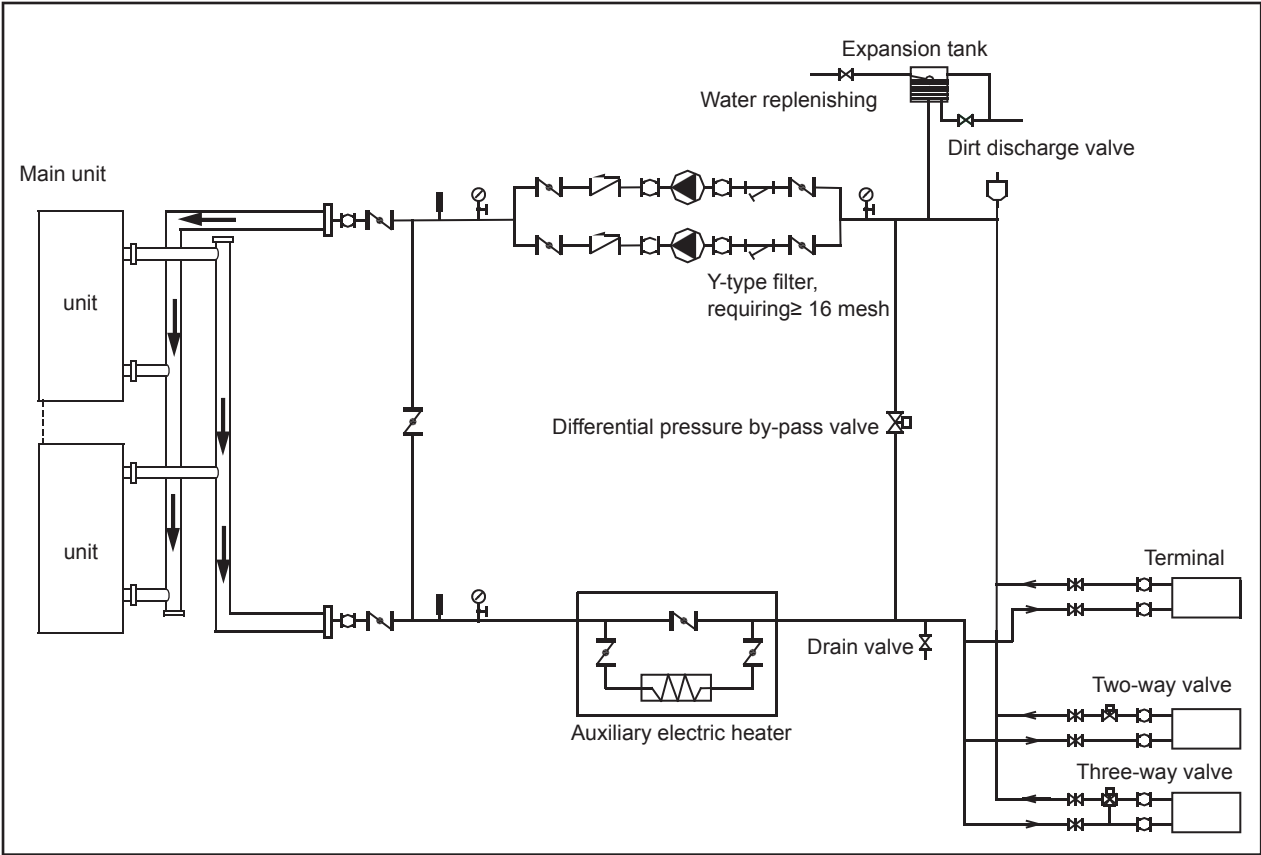 Expansion tank
Water replenishing
Dirt discharge valve
Main unit
unit
Y-type filter,
requiring≥ 16 mesh
Differential pressure by-pass valve
unit
Terminal
Drain valve
Two-way valve
Auxiliary electric heater
Three-way valve